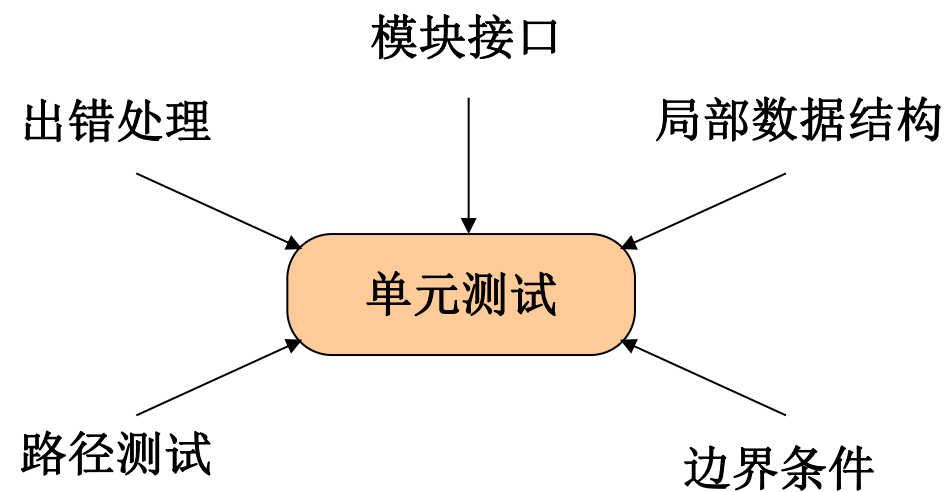 模块接口
出错处理
局部数据结构
单元测试
路径测试
边界条件